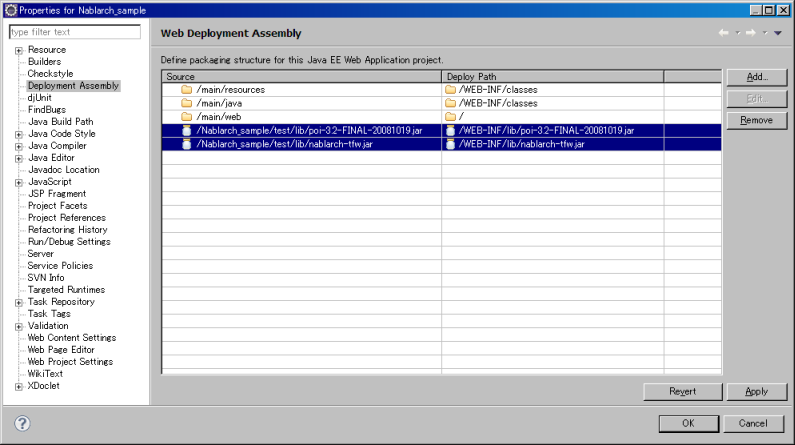 Properties for Nablarch_sample
type filter text
Resource
Builders
Checkstyle
Deployment Assembly
djUnit
FindBugs
Java Build Path
Java Code Style
Java Compiler
Java Editor
Javadoc Location
JavaScript
JSP Fragment
Project Facets
Project References
Refactoring History
Run/Debug Settings
Server
Service Policies
SVN Info
Targeted Runtimes
Task Repository
Task Tags
Validation
Web Content Settings
Web Page Editor
Web Project Settings
WikiText
XDoclet
Web Deployment Assembly
Define packaging structure for this Java EE Web Application project.
Source Deploy Path
/main/resources /WEB-INF/classes
/main/java /WEB-INF/classes
/main/web /
/Nablarch_sample/test/lib/poi-3.2-FINAL-20081019.jar /WEB-INF/lib/poi-3.2-FINAL-20081019.jar
/Nablarch_sample/test/lib/nablarch-tfw.jar /WEB-INF/lib/nablarch-tfw.jar
Add...
Edit...
Remove
Revert Apply
? OK Cancel